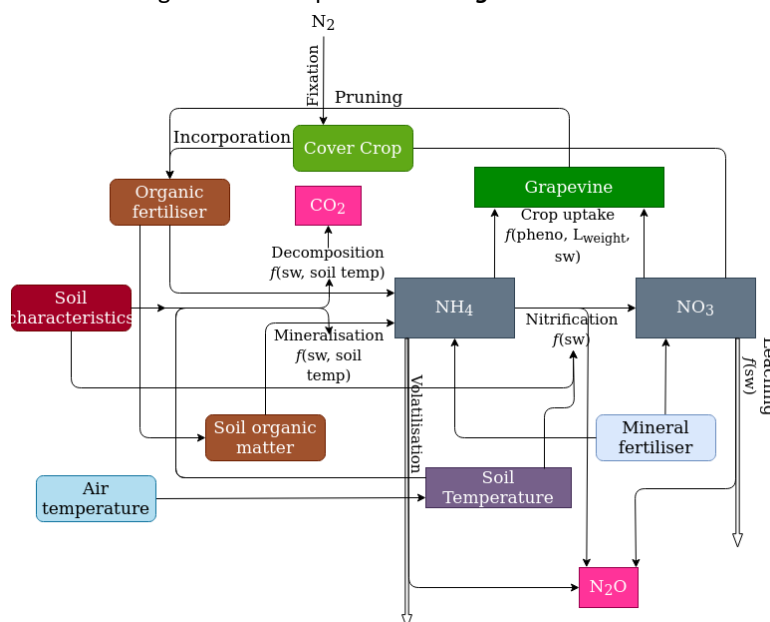 N₂
Fixation
Pruning
Incorporation
Cover Crop
Organic
fertiliser
CO₂
Grapevine
Crop uptake
f(pheno, Lweight,
sw)
Decomposition
f(sw, soil temp)
Soil
characteristics
NH₄
NO₃
Nitrification
f(sw)
Mineralisation
f(sw, soil
temp)
Volatilisation
Leaching
f(sw)
Soil organic
matter
Mineral
fertiliser
Air
temperature
Soil
Temperature
N₂O